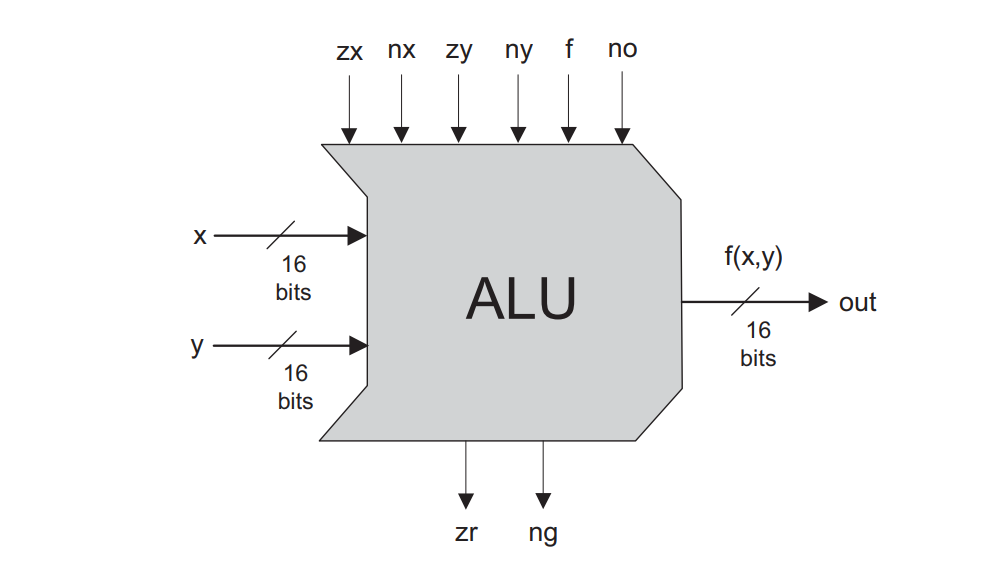 zx nx zy ny f no
x
16
bits
y
16
bits
ALU
f(x,y)
out
16
bits
zr ng